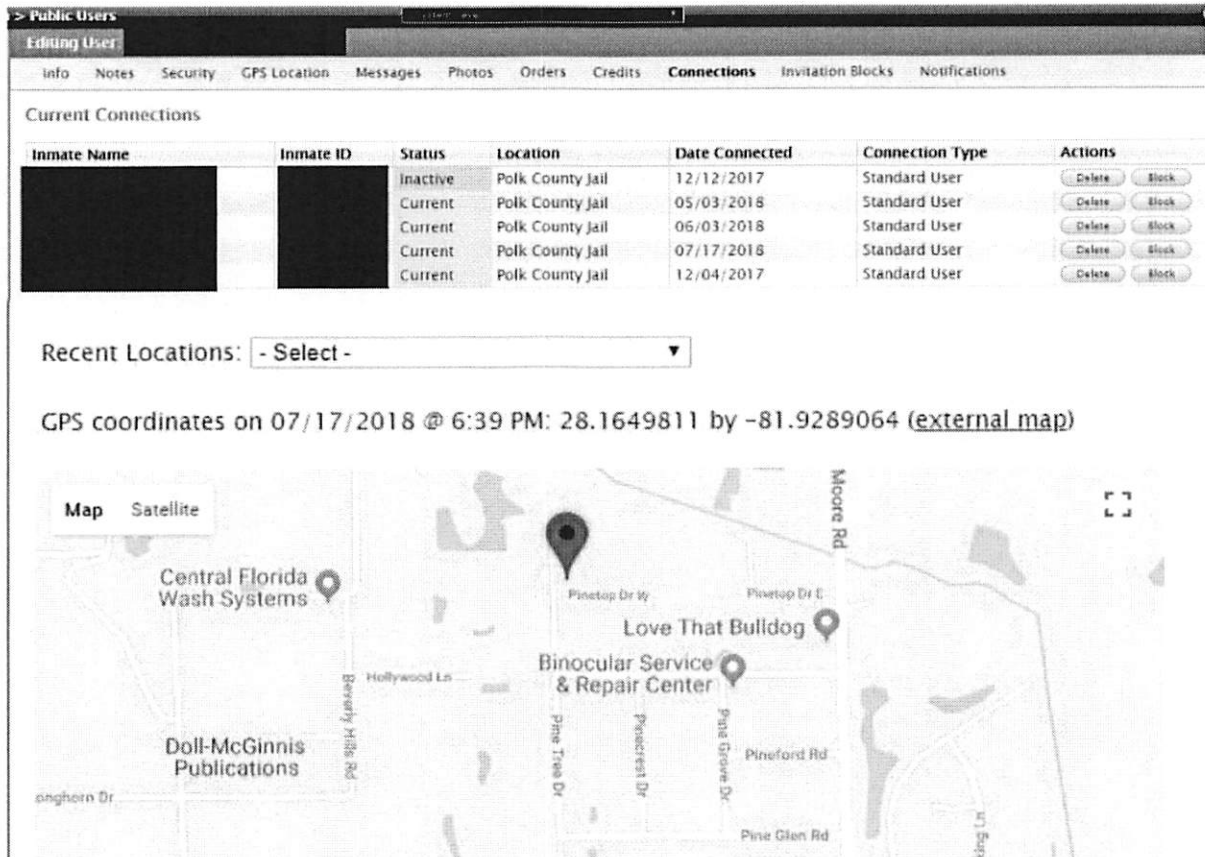 > Public Users
Editing User
Info Notes Security GPS Location Messages Photos Orders Credits Connections Invitation Blocks Notifications
Current Connections
Inmate Name Inmate ID Status Location Date Connected Connection Type Actions
Inactive Polk County Jail 12/12/2017 Standard User Delete Block
Current Polk County Jail 05/03/2018 Standard User Delete Block
Current Polk County Jail 06/03/2018 Standard User Delete Block
Current Polk County Jail 07/17/2018 Standard User Delete Block
Current Polk County Jail 12/04/2017 Standard User Delete Block
Recent Locations: - Select -
GPS coordinates on 07/17/2018 @ 6:39 PM: 28.1649811 by -81.9289064 (external map)
Map Satellite
Moore Rd
Central Florida
Wash Systems
Pinetop Dr W
Pinetop Dr E
Love That Bulldog
Binocular Service
& Repair Center
Hollywood Ln
Beverly Hills Rd
Pine Tree Dr
Pinecrest Dr
Pine Grove Dr
Doll-McGinnis
Publications
Pineford Rd
onghorn Dr
Pine Glen Rd